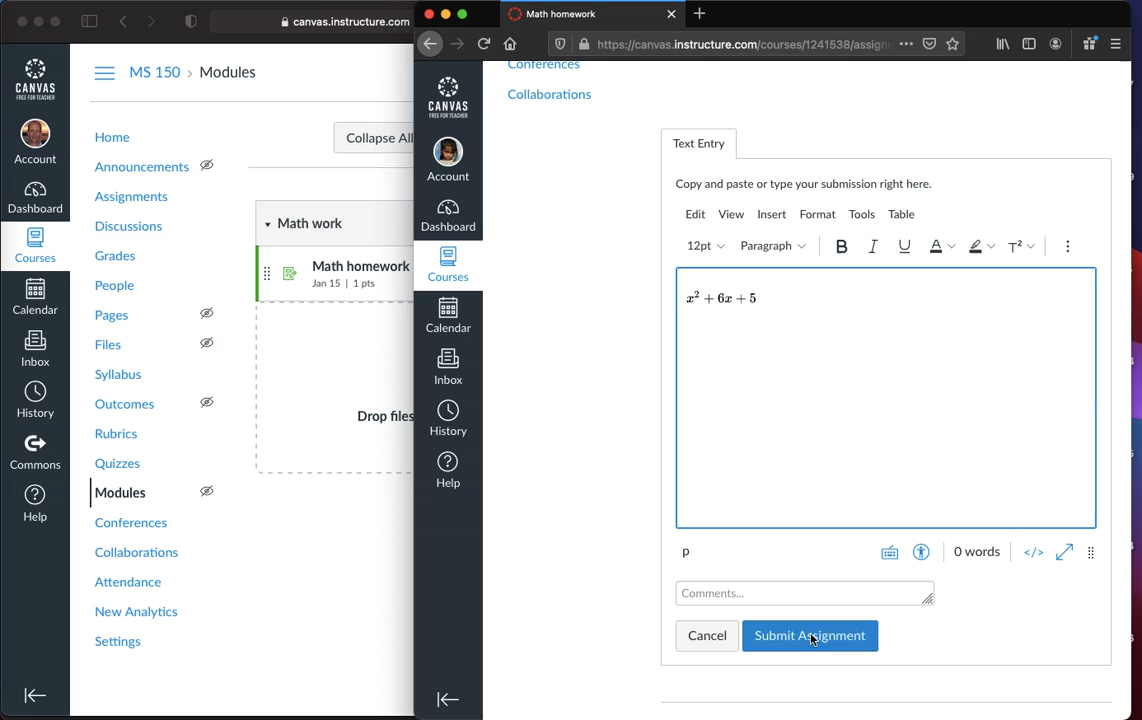 canvas.instructure.com
CANVAS
FREE FOR TEACHER
Account
Dashboard
Courses
Calendar
Inbox
History
Commons
Help
MS 150 › Modules
Home
Announcements
Assignments
Discussions
Grades
People
Pages
Files
Syllabus
Outcomes
Rubrics
Quizzes
Modules
Conferences
Collaborations
Attendance
New Analytics
Settings
Collapse All
Math work
Math homework
Jan 15 | 1 pts
Drop files
Math homework
https://canvas.instructure.com/courses/1241538/assign
CANVAS
FREE FOR TEACHER
Account
Dashboard
Courses
Calendar
Inbox
History
Help
Conferences
Collaborations
Text Entry
Copy and paste or type your submission right here.
Edit View Insert Format Tools Table
12pt Paragraph B I U A T²
x² + 6x + 5
p </> 0 words
Comments...
Cancel Submit Assignment